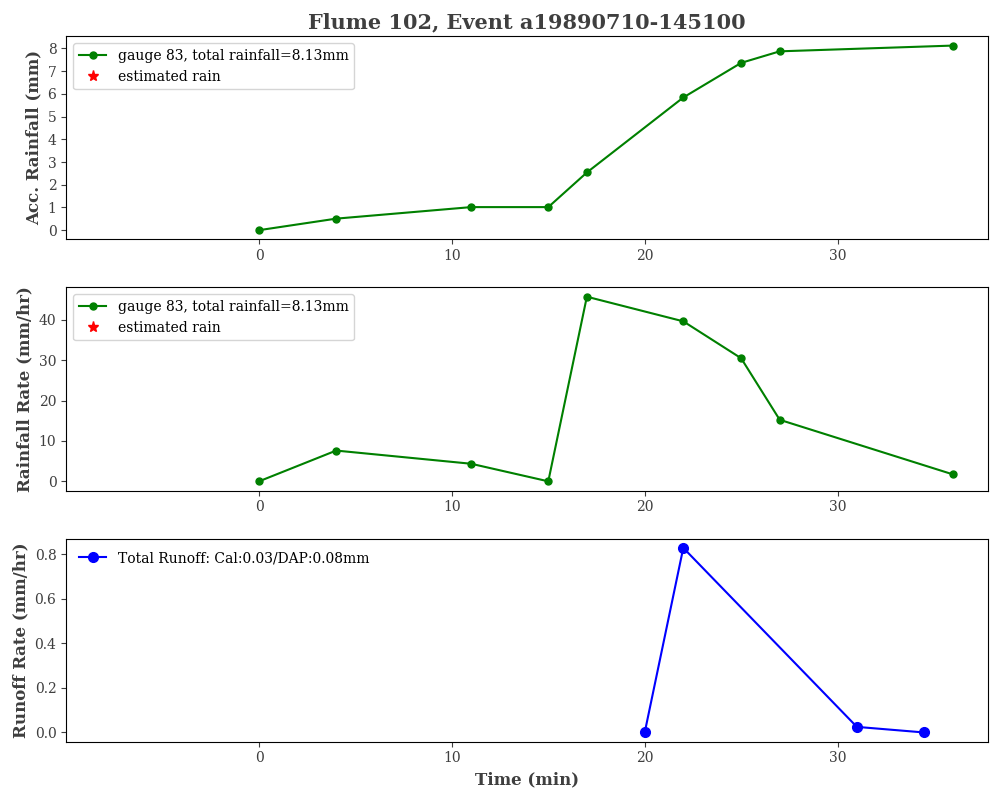 Flume 102, Event a19890710-145100
gauge 83, total rainfall=8.13mm
estimated rain
Acc. Rainfall (mm)
8
7
6
5
4
3
2
1
0
0 10 20 30
gauge 83, total rainfall=8.13mm
estimated rain
Rainfall Rate (mm/hr)
40
30
20
10
0
0 10 20 30
Total Runoff: Cal:0.03/DAP:0.08mm
Runoff Rate (mm/hr)
0.8
0.6
0.4
0.2
0.0
0 10 20 30
Time (min)